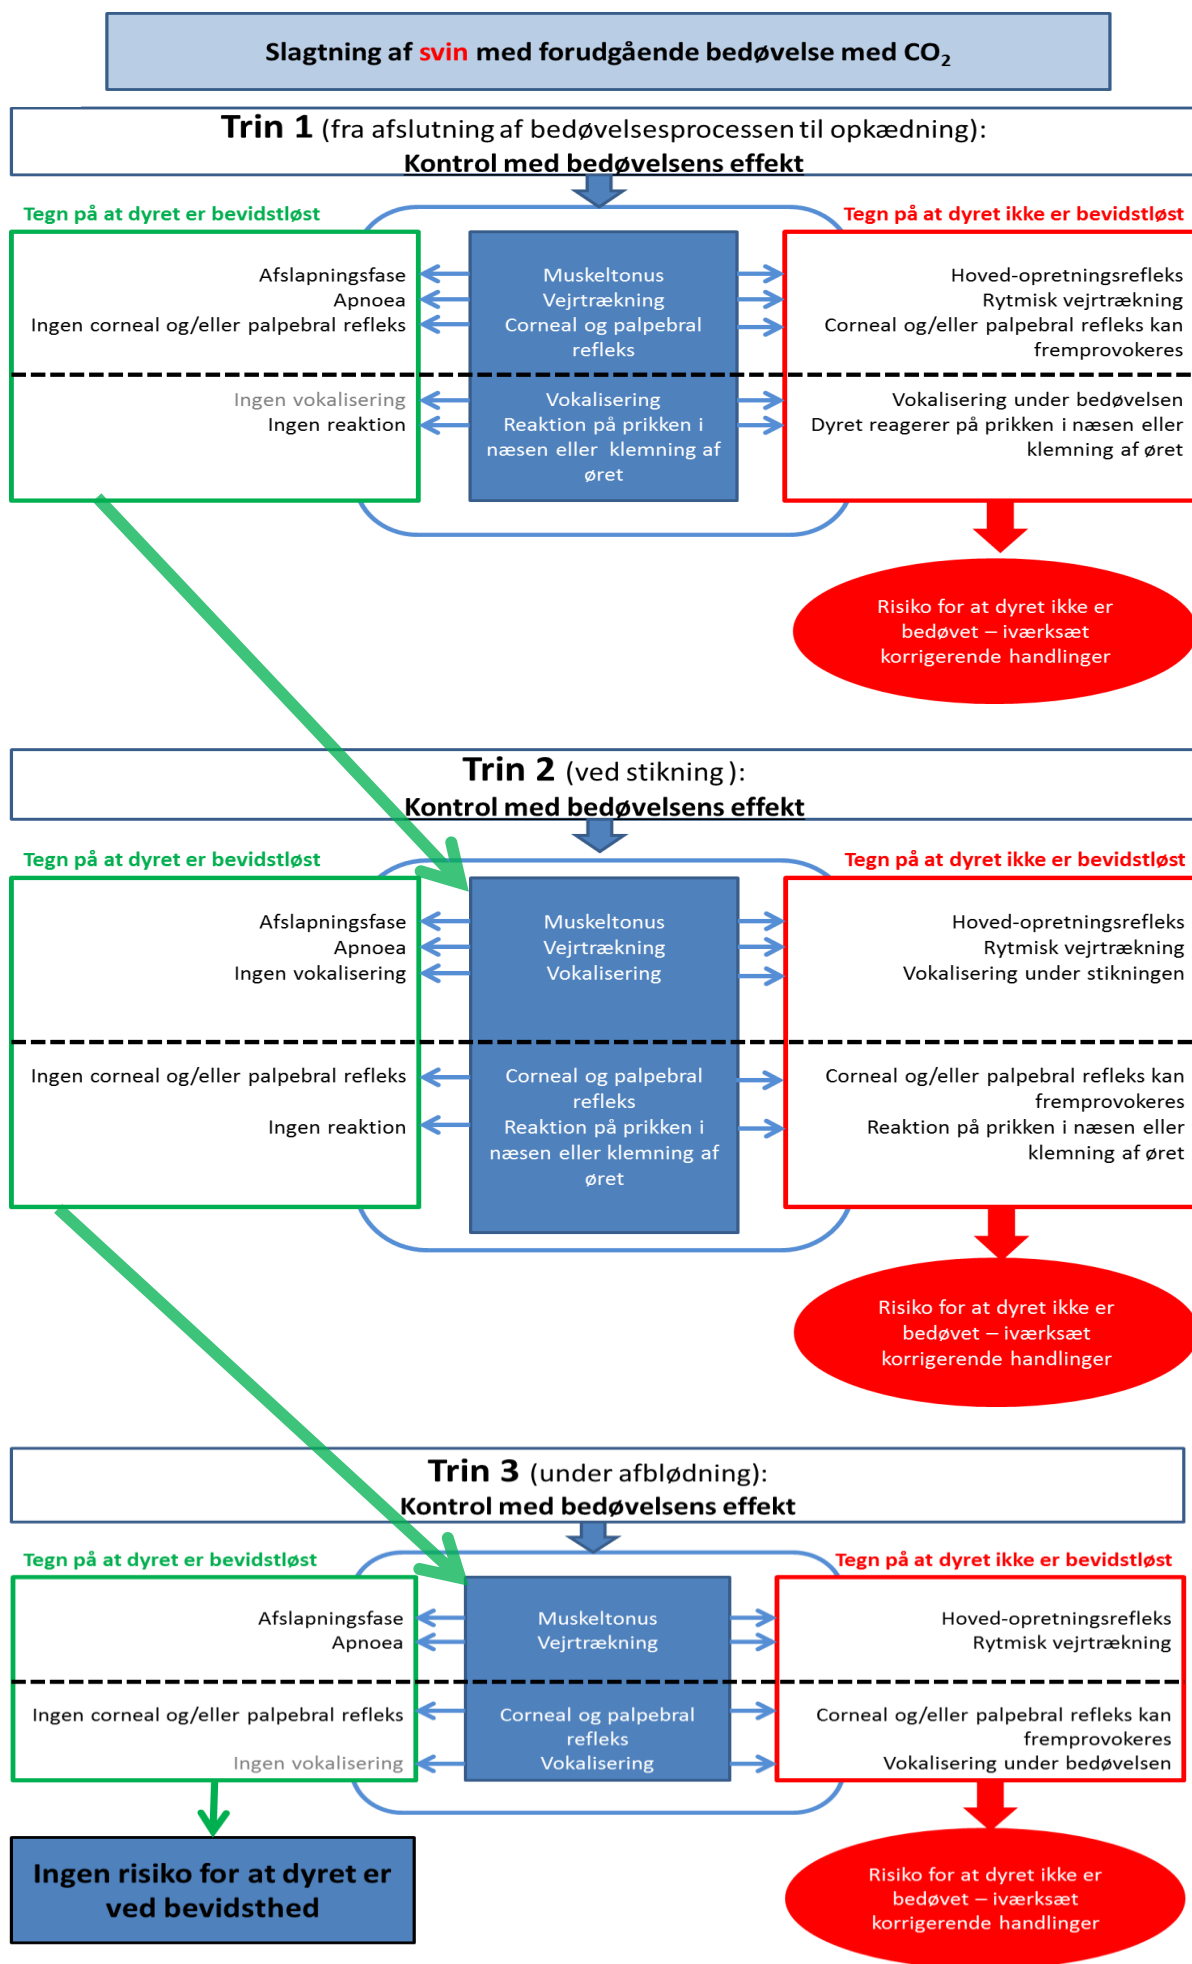 Slagtning af svin med forudgående bedøvelse med CO₂
Trin 1 (fra afslutning af bedøvelsesprocessen til opkædning):
Kontrol med bedøvelsens effekt
Tegn på at dyret er bevidstløst
Afslapningsfase
Apnoea
Ingen corneal og/eller palpebral refleks
Ingen vokalisering
Ingen reaktion
Muskeltonus
Vejrtrækning
Corneal og palpebral
refleks
Vokalisering
Reaktion på prikken i
næsen eller klemning af
øret
Tegn på at dyret ikke er bevidstløst
Hoved-opretningsrefleks
Rytmisk vejrtrækning
Corneal og/eller palpebral refleks kan
fremprovokeres
Vokalisering under bedøvelsen
Dyret reagerer på prikken i næsen eller
klemning af øret
Risiko for at dyret ikke er
bedøvet – iværksæt
korrigerende handlinger
Trin 2 (ved stikning ):
Kontrol med bedøvelsens effekt
Tegn på at dyret er bevidstløst
Afslapningsfase
Apnoea
Ingen vokalisering
Ingen corneal og/eller palpebral refleks
Ingen reaktion
Muskeltonus
Vejrtrækning
Vokalisering
Corneal og palpebral
refleks
Reaktion på prikken i
næsen eller klemning af
øret
Tegn på at dyret ikke er bevidstløst
Hoved-opretningsrefleks
Rytmisk vejrtrækning
Vokalisering under stikningen
Corneal og/eller palpebral refleks kan
fremprovokeres
Reaktion på prikken i næsen eller
klemning af øret
Risiko for at dyret ikke er
bedøvet – iværksæt
korrigerende handlinger
Trin 3 (under afblødning):
Kontrol med bedøvelsens effekt
Tegn på at dyret er bevidstløst
Afslapningsfase
Apnoea
Ingen corneal og/eller palpebral refleks
Ingen vokalisering
Muskeltonus
Vejrtrækning
Corneal og palpebral
refleks
Vokalisering
Tegn på at dyret ikke er bevidstløst
Hoved-opretningsrefleks
Rytmisk vejrtrækning
Corneal og/eller palpebral refleks kan
fremprovokeres
Vokalisering under bedøvelsen
Ingen risiko for at dyret er
ved bevidsthed
Risiko for at dyret ikke er
bedøvet – iværksæt
korrigerende handlinger